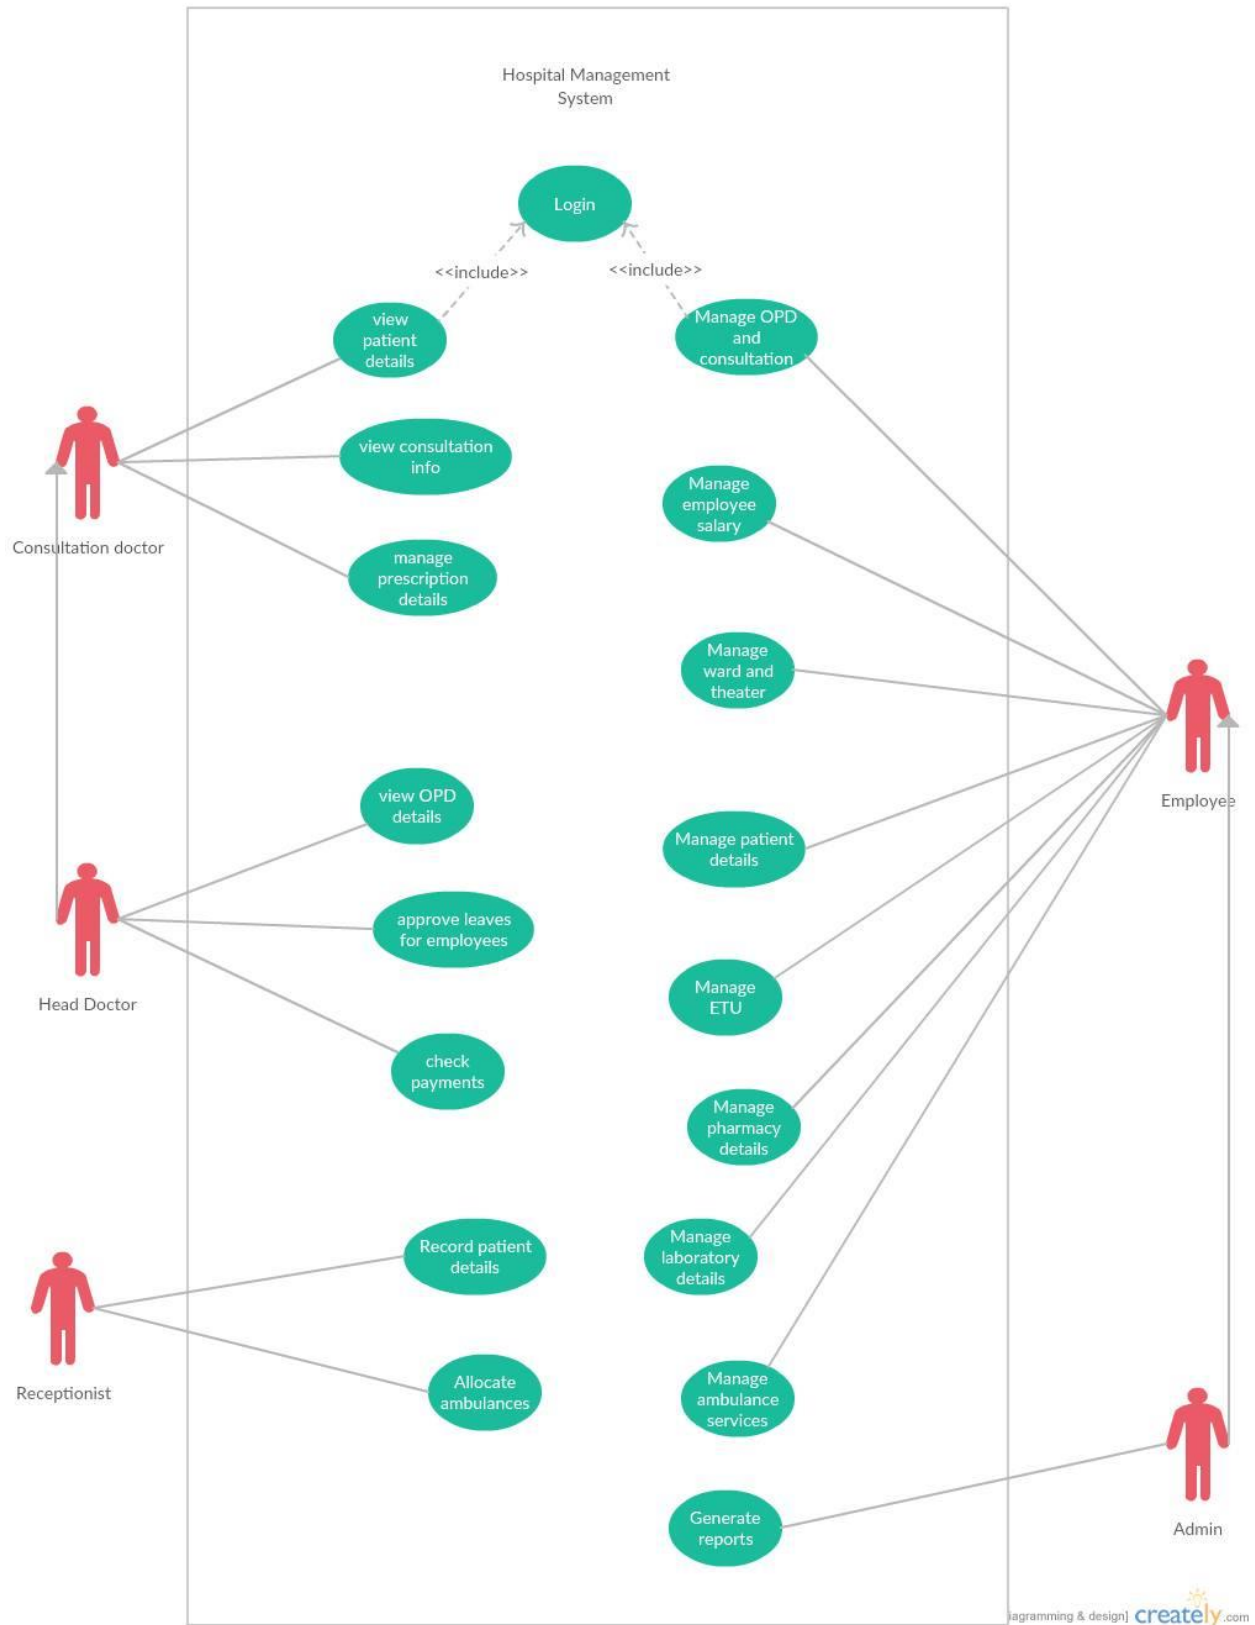 Hospital Management
System
Login
<<include>>
<<include>>
view
patient
details
Manage OPD
and
consultation
view consultation
info
Manage
employee
salary
Consultation doctor
manage
prescription
details
Manage
ward and
theater
Employee
view OPD
details
Manage patient
details
approve leaves
for employees
Head Doctor
Manage
ETU
check
payments
Manage
pharmacy
details
Record patient
details
Manage
laboratory
details
Receptionist
Allocate
ambulances
Manage
ambulance
services
Generate
reports
Admin
iagramming & design] creately.com